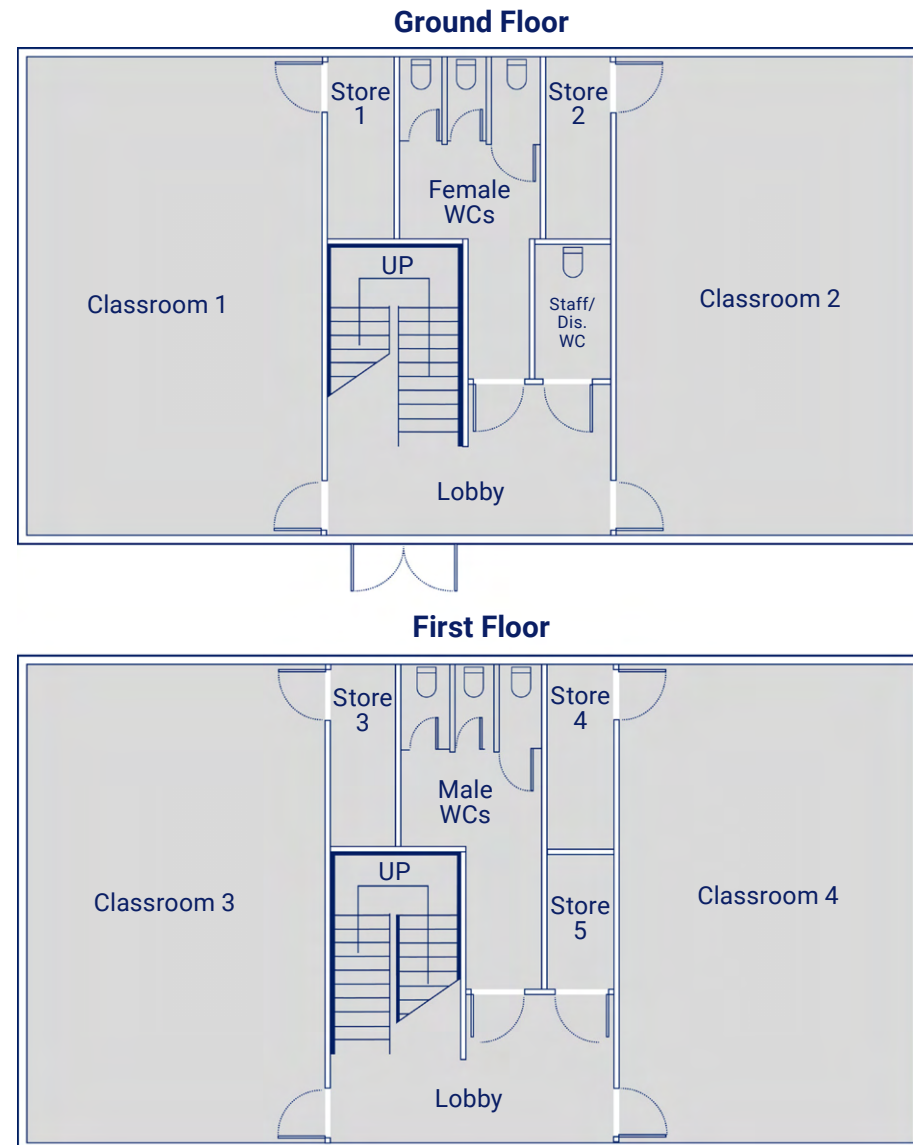 Ground Floor
Store
1
Store
2
Female
WCs
UP
Classroom 1
Staff/
Dis.
WC
Classroom 2
Lobby
First Floor
Store
3
Store
4
Male
WCs
UP
Classroom 3
Store
5
Classroom 4
Lobby